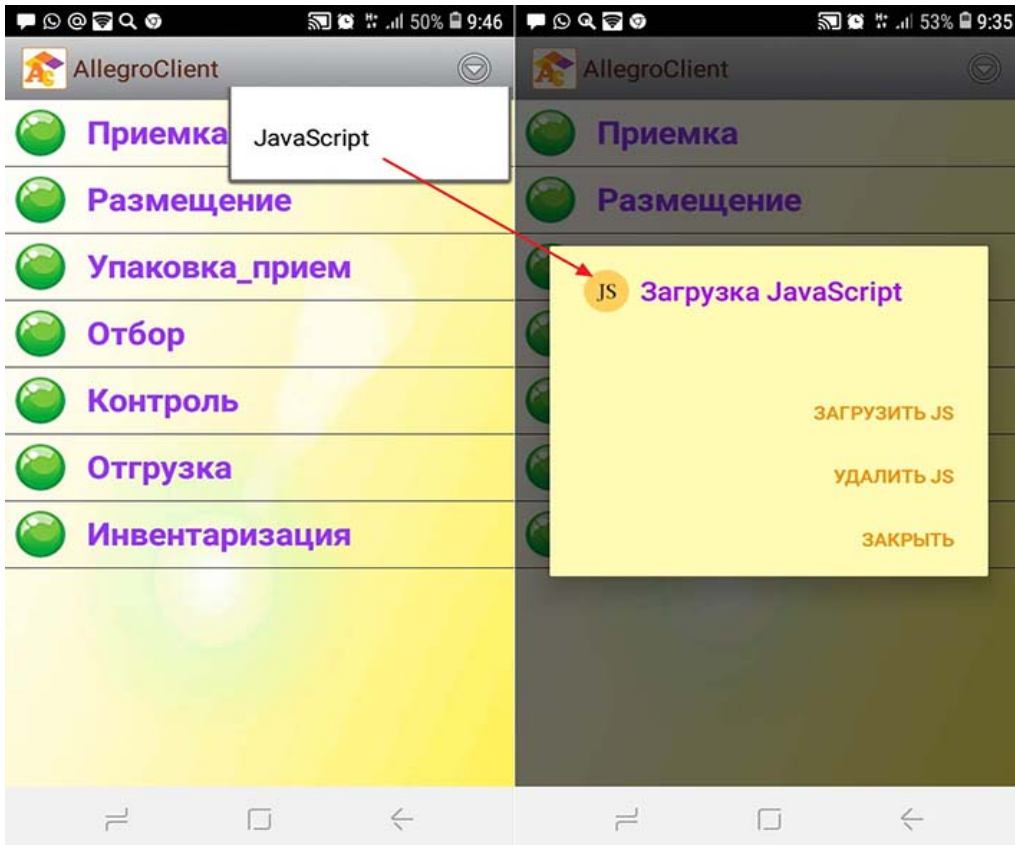 50% 9:46
AllegroClient
JavaScript
Приемка
Размещение
Упаковка_прием
Отбор
Контроль
Отгрузка
Инвентаризация
53% 9:35
AllegroClient
Приемка
Размещение
JS Загрузка JavaScript
ЗАГРУЗИТЬ JS
УДАЛИТЬ JS
ЗАКРЫТЬ